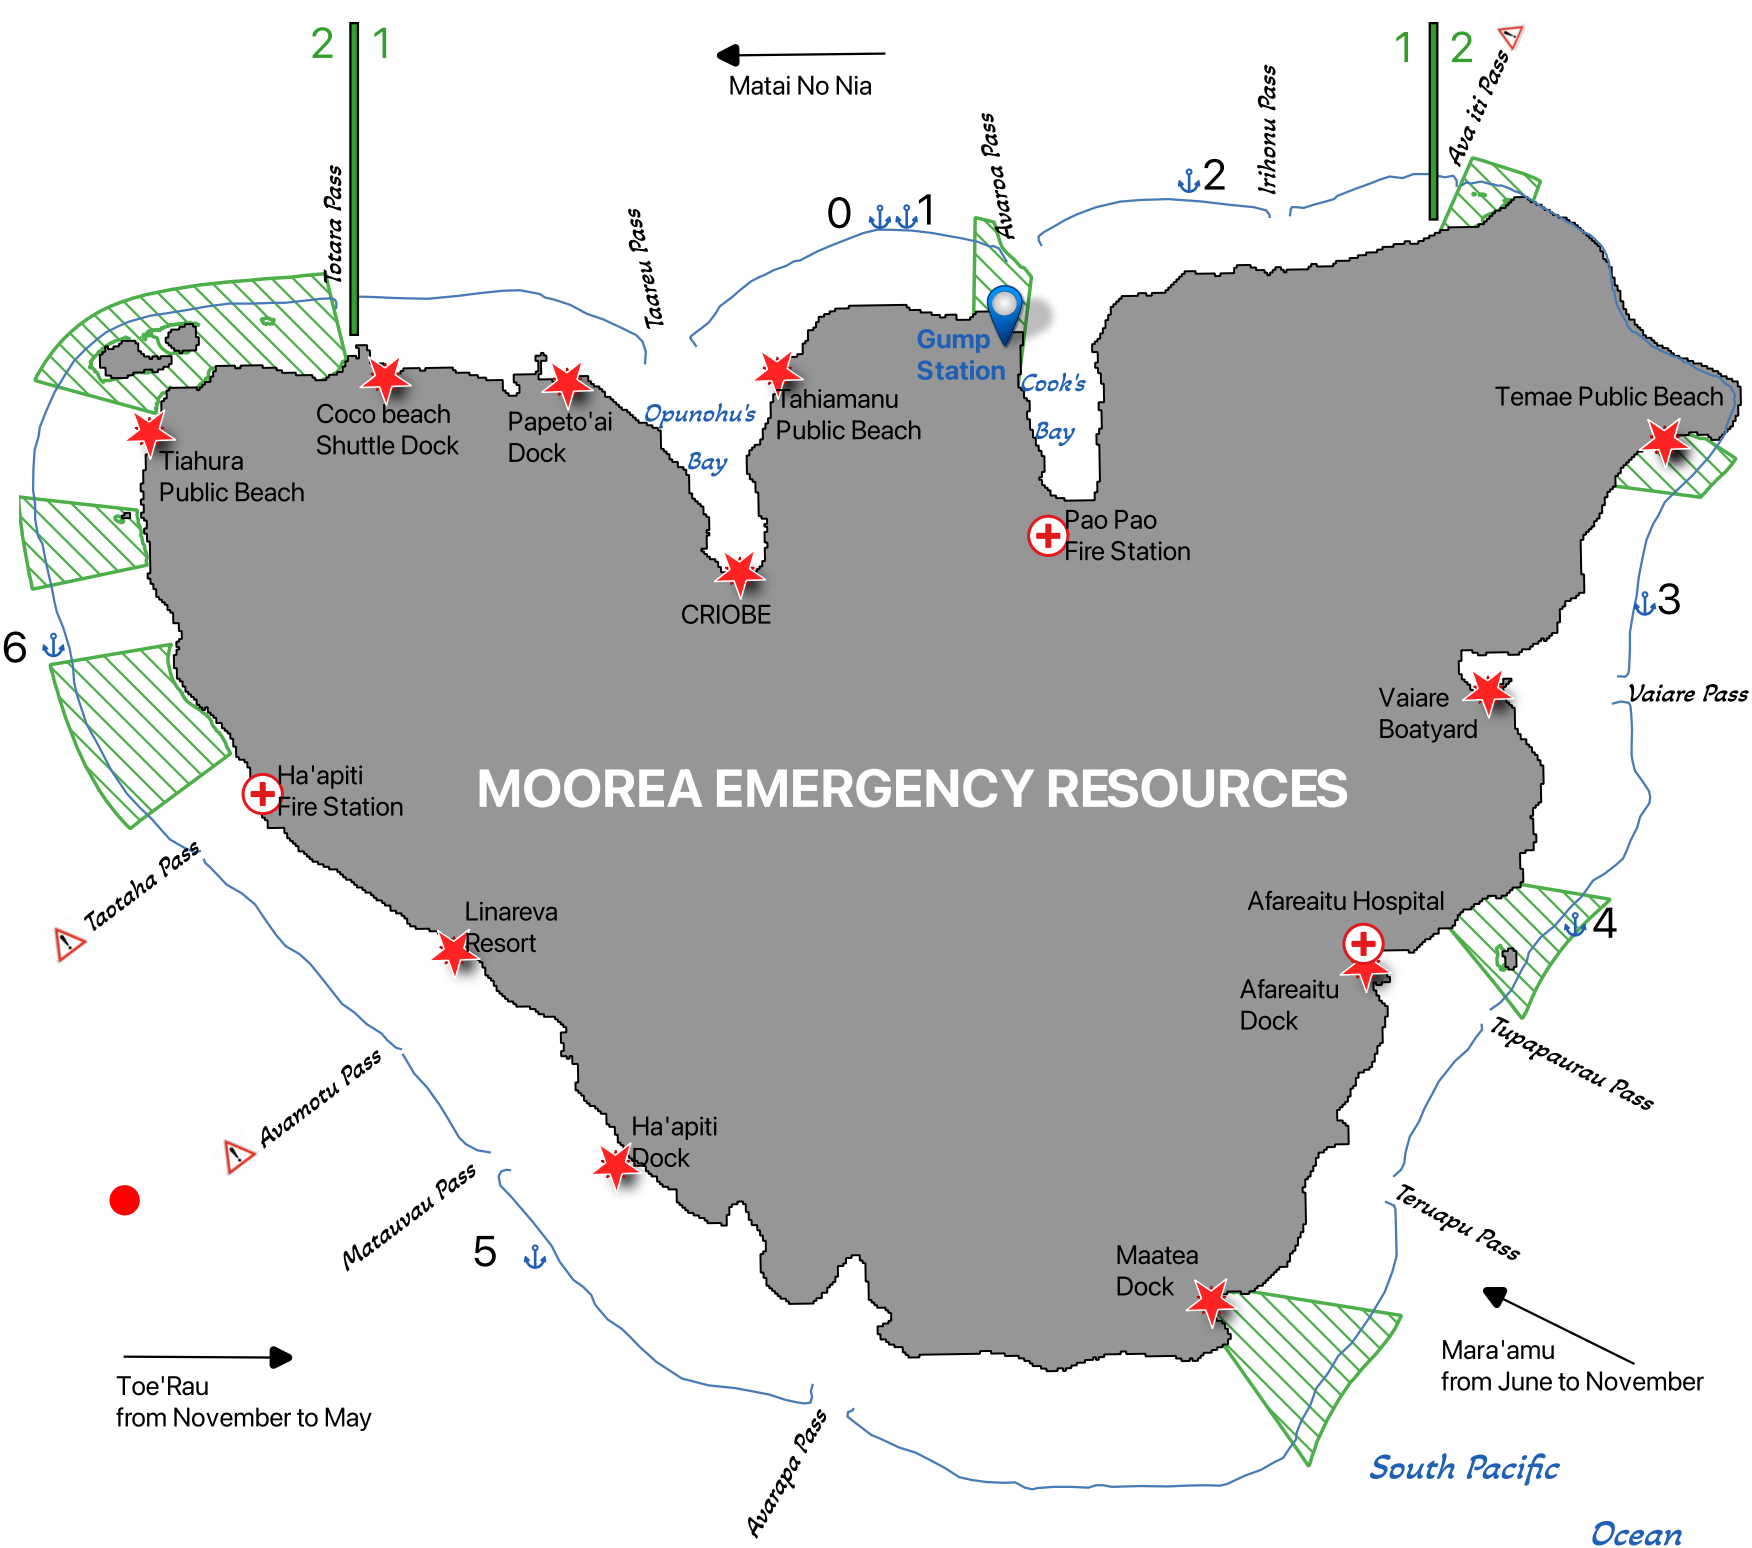 2 1
1 2
Matai No Nia
Ava iti Pass
Irihonu Pass
Avaroa Pass
Totara Pass
Taareu Pass
2
0 1
Gump
Station
Cook's
Bay
Opunohu's
Bay
Temae Public Beach
Coco beach
Shuttle Dock
Papeto'ai
Dock
Tahiamanu
Public Beach
Tiahura
Public Beach
Pao Pao
Fire Station
CRIOBE
3
6
Vaiare Pass
Vaiare
Boatyard
Ha'apiti
Fire Station
MOOREA EMERGENCY RESOURCES
Taotaha Pass
Linareva
Resort
Afareaitu Hospital
4
Afareaitu
Dock
Tupapaurau Pass
Avamotu Pass
Ha'apiti
Dock
Matauvau Pass
Teruapu Pass
5
Maatea
Dock
Mara'amu
from June to November
Toe'Rau
from November to May
Avarapa Pass
South Pacific
Ocean